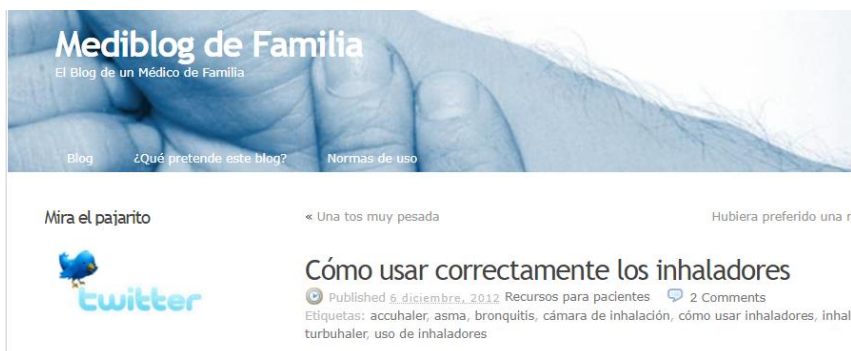 Mediblog de Familia
El Blog de un Médico de Familia
Blog ¿Qué pretende este blog? Normas de uso
Mira el pajarito
twitter
« Una tos muy pesada Hubiera preferido una
Cómo usar correctamente los inhaladores
Published 6 diciembre, 2012 Recursos para pacientes 2 Comments
Etiquetas: accuhaler, asma, bronquitis, cámara de inhalación, cómo usar inhaladores, inhal
turbuhaler, uso de inhaladores